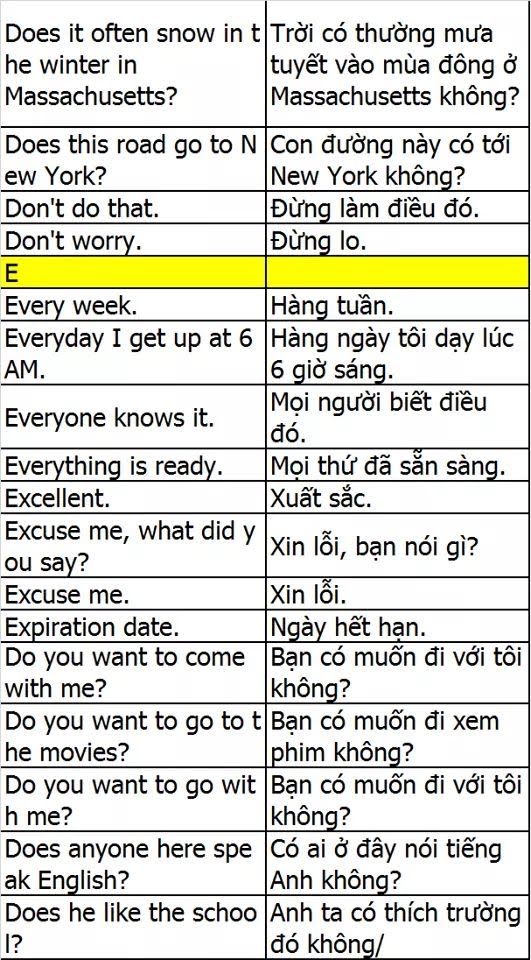 Does it often snow in t
he winter in
Massachusetts?
Trời có thường mưa
tuyết vào mùa đông ở
Massachusetts không?
Does this road go to N
ew York?
Con đường này có tới
New York không?
Don't do that.
Đừng làm điều đó.
Don't worry.
Đừng lo.
E
Every week.
Hàng tuần.
Everyday I get up at 6
AM.
Hàng ngày tôi dạy lúc
6 giờ sáng.
Everyone knows it.
Mọi người biết điều
đó.
Everything is ready.
Mọi thứ đã sẵn sàng.
Excellent.
Xuất sắc.
Excuse me, what did y
ou say?
Xin lỗi, bạn nói gì?
Excuse me.
Xin lỗi.
Expiration date.
Ngày hết hạn.
Do you want to come
with me?
Bạn có muốn đi với tôi
không?
Do you want to go to t
he movies?
Bạn có muốn đi xem
phim không?
Do you want to go wit
h me?
Bạn có muốn đi với tôi
không?
Does anyone here spe
ak English?
Có ai ở đây nói tiếng
Anh không?
Does he like the schoo
l?
Anh ta có thích trường
đó không/